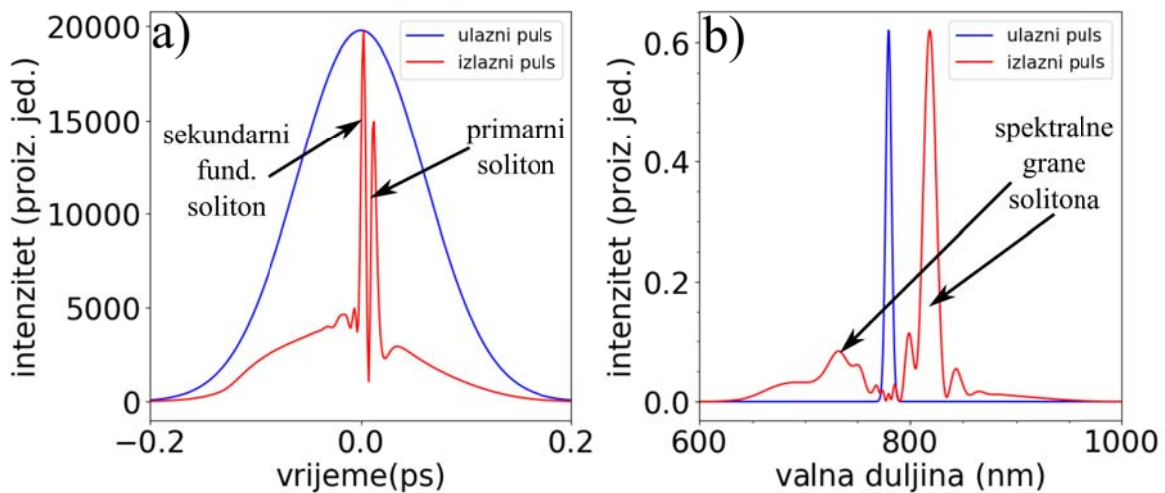 a)
ulazni puls
izlazni puls
sekundarni
fund.
soliton
primarni
soliton
20000
15000
10000
5000
0
intenzitet (proiz. jed.)
−0.2
0.0
0.2
vrijeme(ps)
b)
ulazni puls
izlazni puls
spektralne
grane
solitona
0.6
0.4
0.2
0.0
intenzitet (proiz. jed.)
600
800
1000
valna duljina (nm)